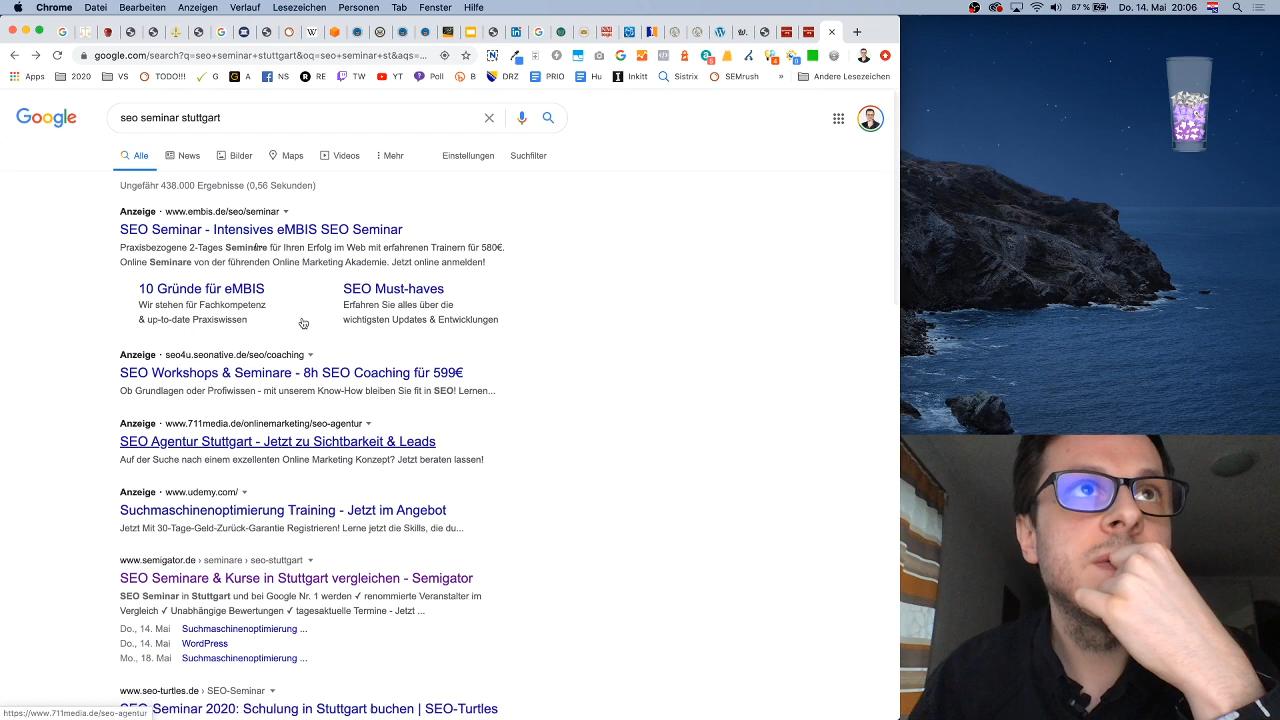 Chrome Datei Bearbeiten Anzeigen Verlauf Lesezeichen Personen Tab Fenster Hilfe 87 % Do. 14. Mai 20:06
google.com/search?q=seo+seminar+stuttgart&oq=seo+seminar+st&aqs=...
Apps 2020 VS TODO!!! G A NS RE TW YT Poll B DRZ PRIO Hu Inkitt Sistrix SEMrush » Andere Lesezeichen
Google seo seminar stuttgart
Alle News Bilder Maps Videos Mehr Einstellungen Suchfilter
Ungefähr 438.000 Ergebnisse (0,56 Sekunden)
Anzeige · www.embis.de/seo/seminar
SEO Seminar - Intensives eMBIS SEO Seminar
Praxisbezogene 2-Tages Seminare für Ihren Erfolg im Web mit erfahrenen Trainern für 580€.
Online Seminare von der führenden Online Marketing Akademie. Jetzt online anmelden!
10 Gründe für eMBIS SEO Must-haves
Wir stehen für Fachkompetenz Erfahren Sie alles über die
& up-to-date Praxiswissen wichtigsten Updates & Entwicklungen
Anzeige · seo4u.seonative.de/seo/coaching
SEO Workshops & Seminare - 8h SEO Coaching für 599€
Ob Grundlagen oder Profiwissen - mit unserem Know-How bleiben Sie fit in SEO! Lernen...
Anzeige · www.711media.de/onlinemarketing/seo-agentur
SEO Agentur Stuttgart - Jetzt zu Sichtbarkeit & Leads
Auf der Suche nach einem exzellenten Online Marketing Konzept? Jetzt beraten lassen!
Anzeige · www.udemy.com/
Suchmaschinenoptimierung Training - Jetzt im Angebot
Jetzt Mit 30-Tage-Geld-Zurück-Garantie Registrieren! Lerne jetzt die Skills, die du...
www.semigator.de › seminare › seo-stuttgart
SEO Seminare & Kurse in Stuttgart vergleichen - Semigator
SEO Seminar in Stuttgart und bei Google Nr. 1 werden ✓ renommierte Veranstalter im
Vergleich ✓ Unabhängige Bewertungen ✓ tagesaktuelle Termine - Jetzt ...
Do., 14. Mai Suchmaschinenoptimierung ...
Do., 14. Mai WordPress
Mo., 18. Mai Suchmaschinenoptimierung ...
www.seo-turtles.de › SEO-Seminar
SEO Seminar 2020: Schulung in Stuttgart buchen | SEO-Turtles
https://www.711media.de/seo-agentur